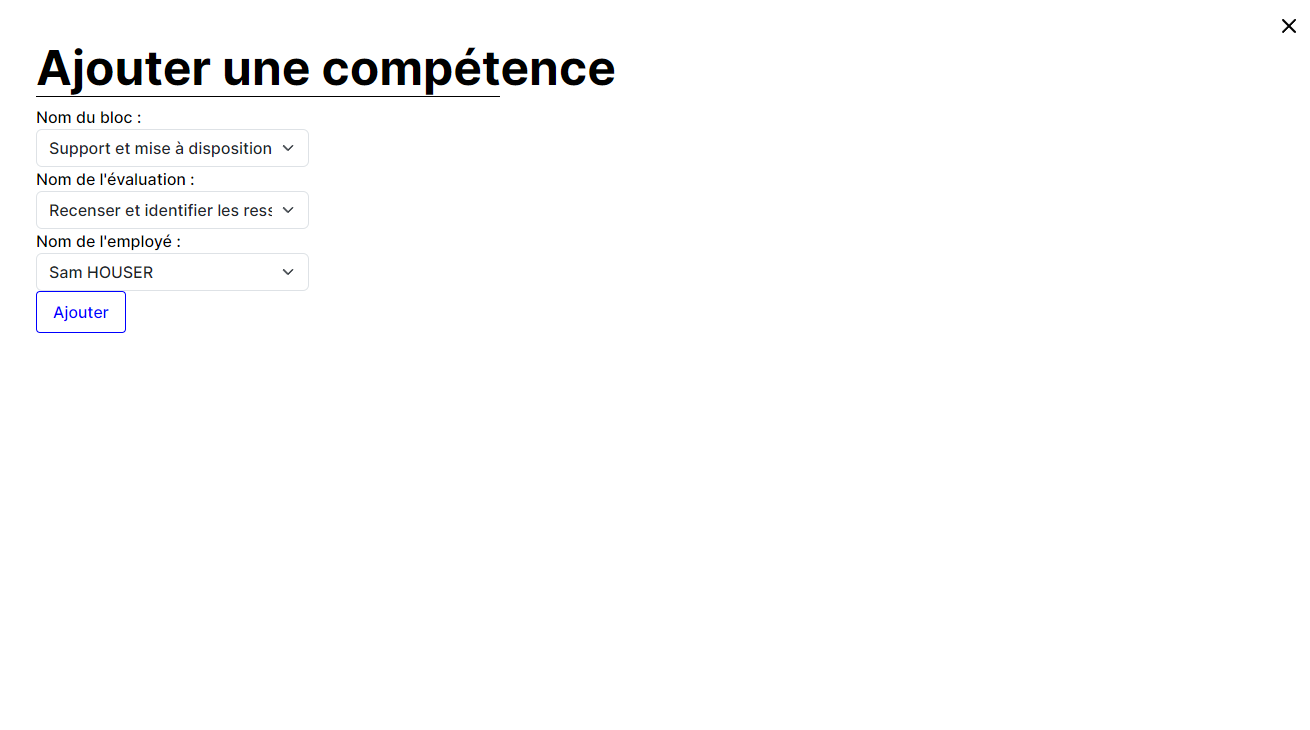 Ajouter une compétence
Nom du bloc :
Support et mise à disposition
Nom de l'évaluation :
Recenser et identifier les ress
Nom de l'employé :
Sam HOUSER
Ajouter